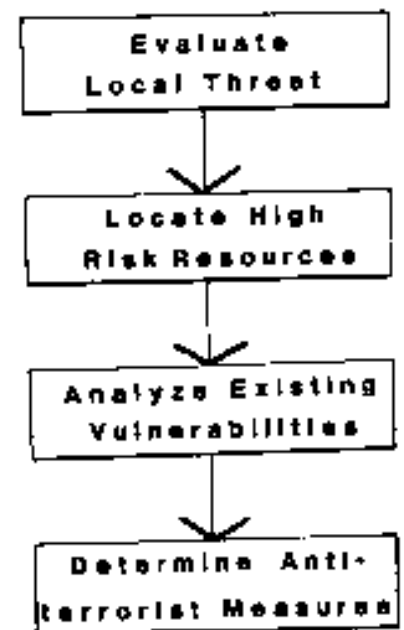 Evaluate
Local Threat
Locate High
Risk Resources
Analyze Existing
Vulnerabilities
Determine Anti-
terrorist Measures